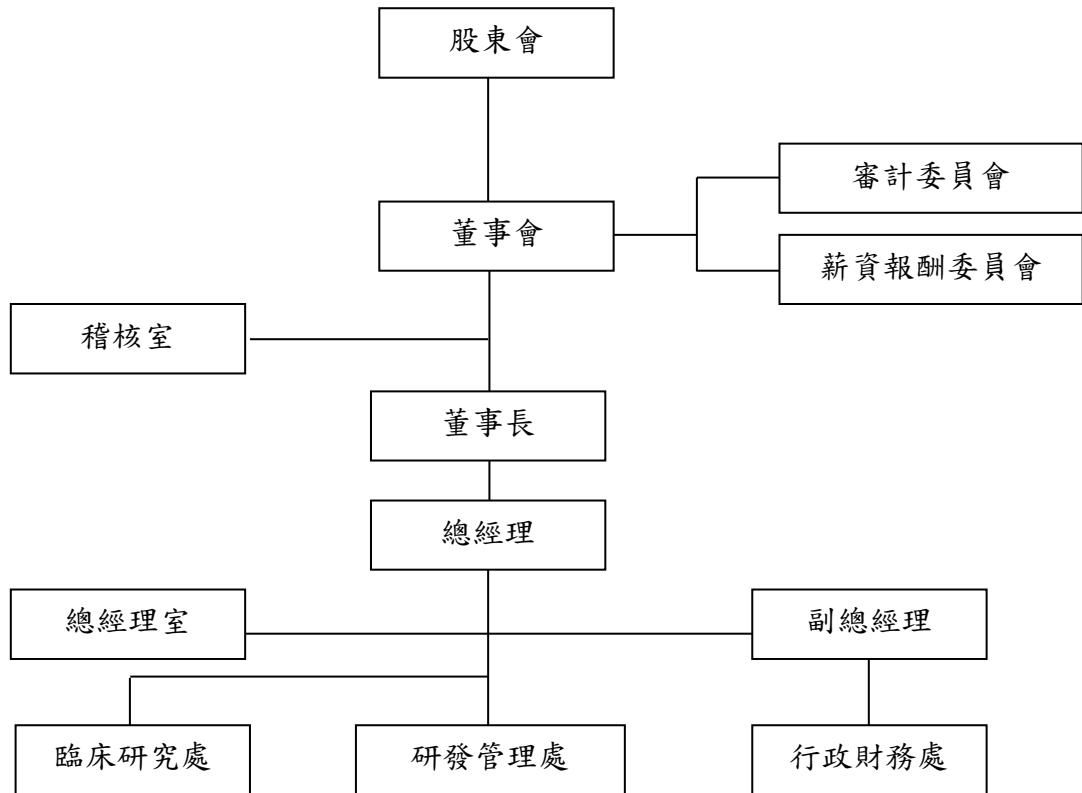 股東會
審計委員會
董事會
薪資報酬委員會
稽核室
董事長
總經理
總經理室
副總經理
臨床研究處
研發管理處
行政財務處